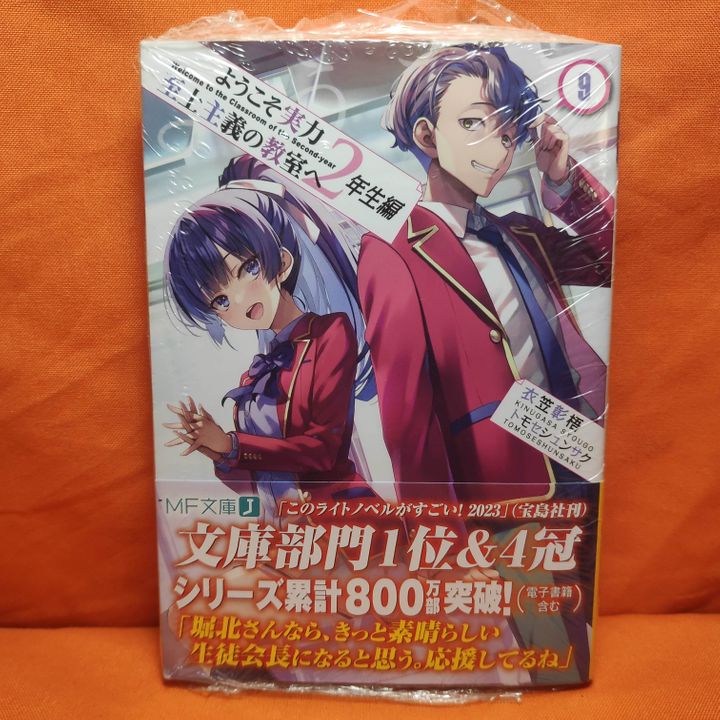 9
ようこそ実力
Welcome to the Classroom of the Second-year
至上主義の教室へ
2年生編
衣笠彰梧
KINUGASA SYOUGO
トモセシュンサク
TOMOSESHUNSAKU
MF文庫J
「このライトノベルがすごい!2023」(宝島社刊)
文庫部門1位&4冠
シリーズ累計800万部突破!(電子書籍含む)
「堀北さんなら、きっと素晴らしい
生徒会長になると思う。応援してるね」